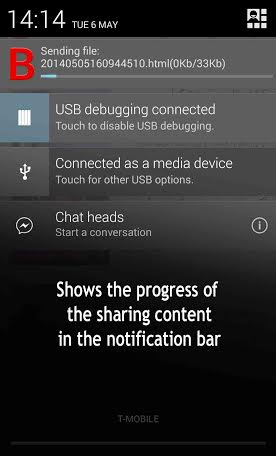 14:14 TUE 6 MAY
B
Sending file:
20140505160944510.html(0Kb/33Kb)
USB debugging connected
Touch to disable USB debugging.
Connected as a media device
Touch for other USB options.
Chat heads
Start a conversation
Shows the progress of
the sharing content
in the notification bar
T-MOBILE